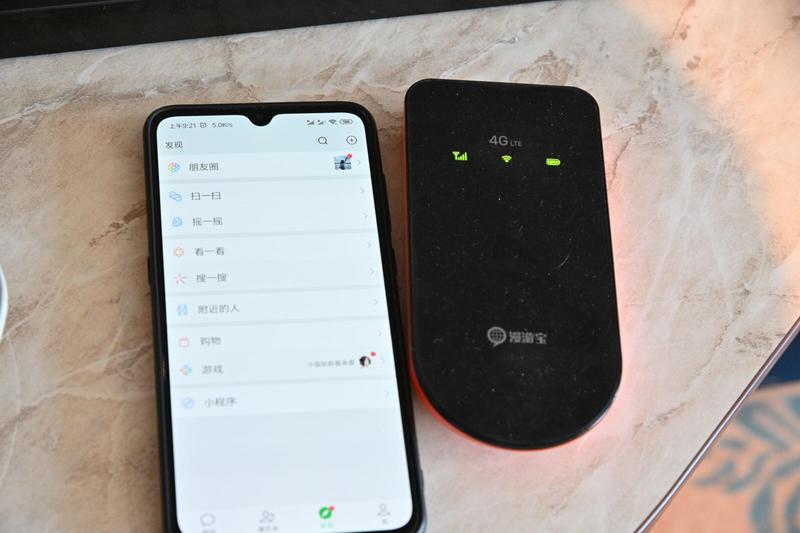 上午9:21 5.0K/s
发现
朋友圈
扫一扫
摇一摇
看一看
搜一搜
附近的人
购物
游戏
小程序
4G LTE
漫游宝